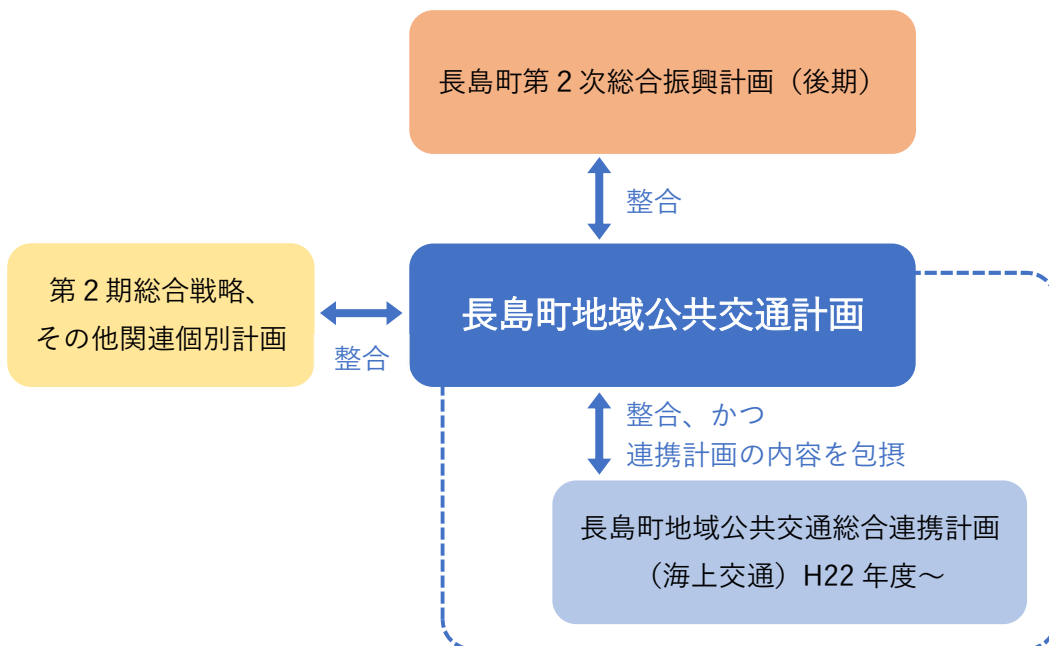 長島町第２次総合振興計画（後期）
整合
第２期総合戦略、
その他関連個別計画
整合
長島町地域公共交通計画
整合、かつ
連携計画の内容を包摂
長島町地域公共交通総合連携計画
（海上交通）H22 年度～